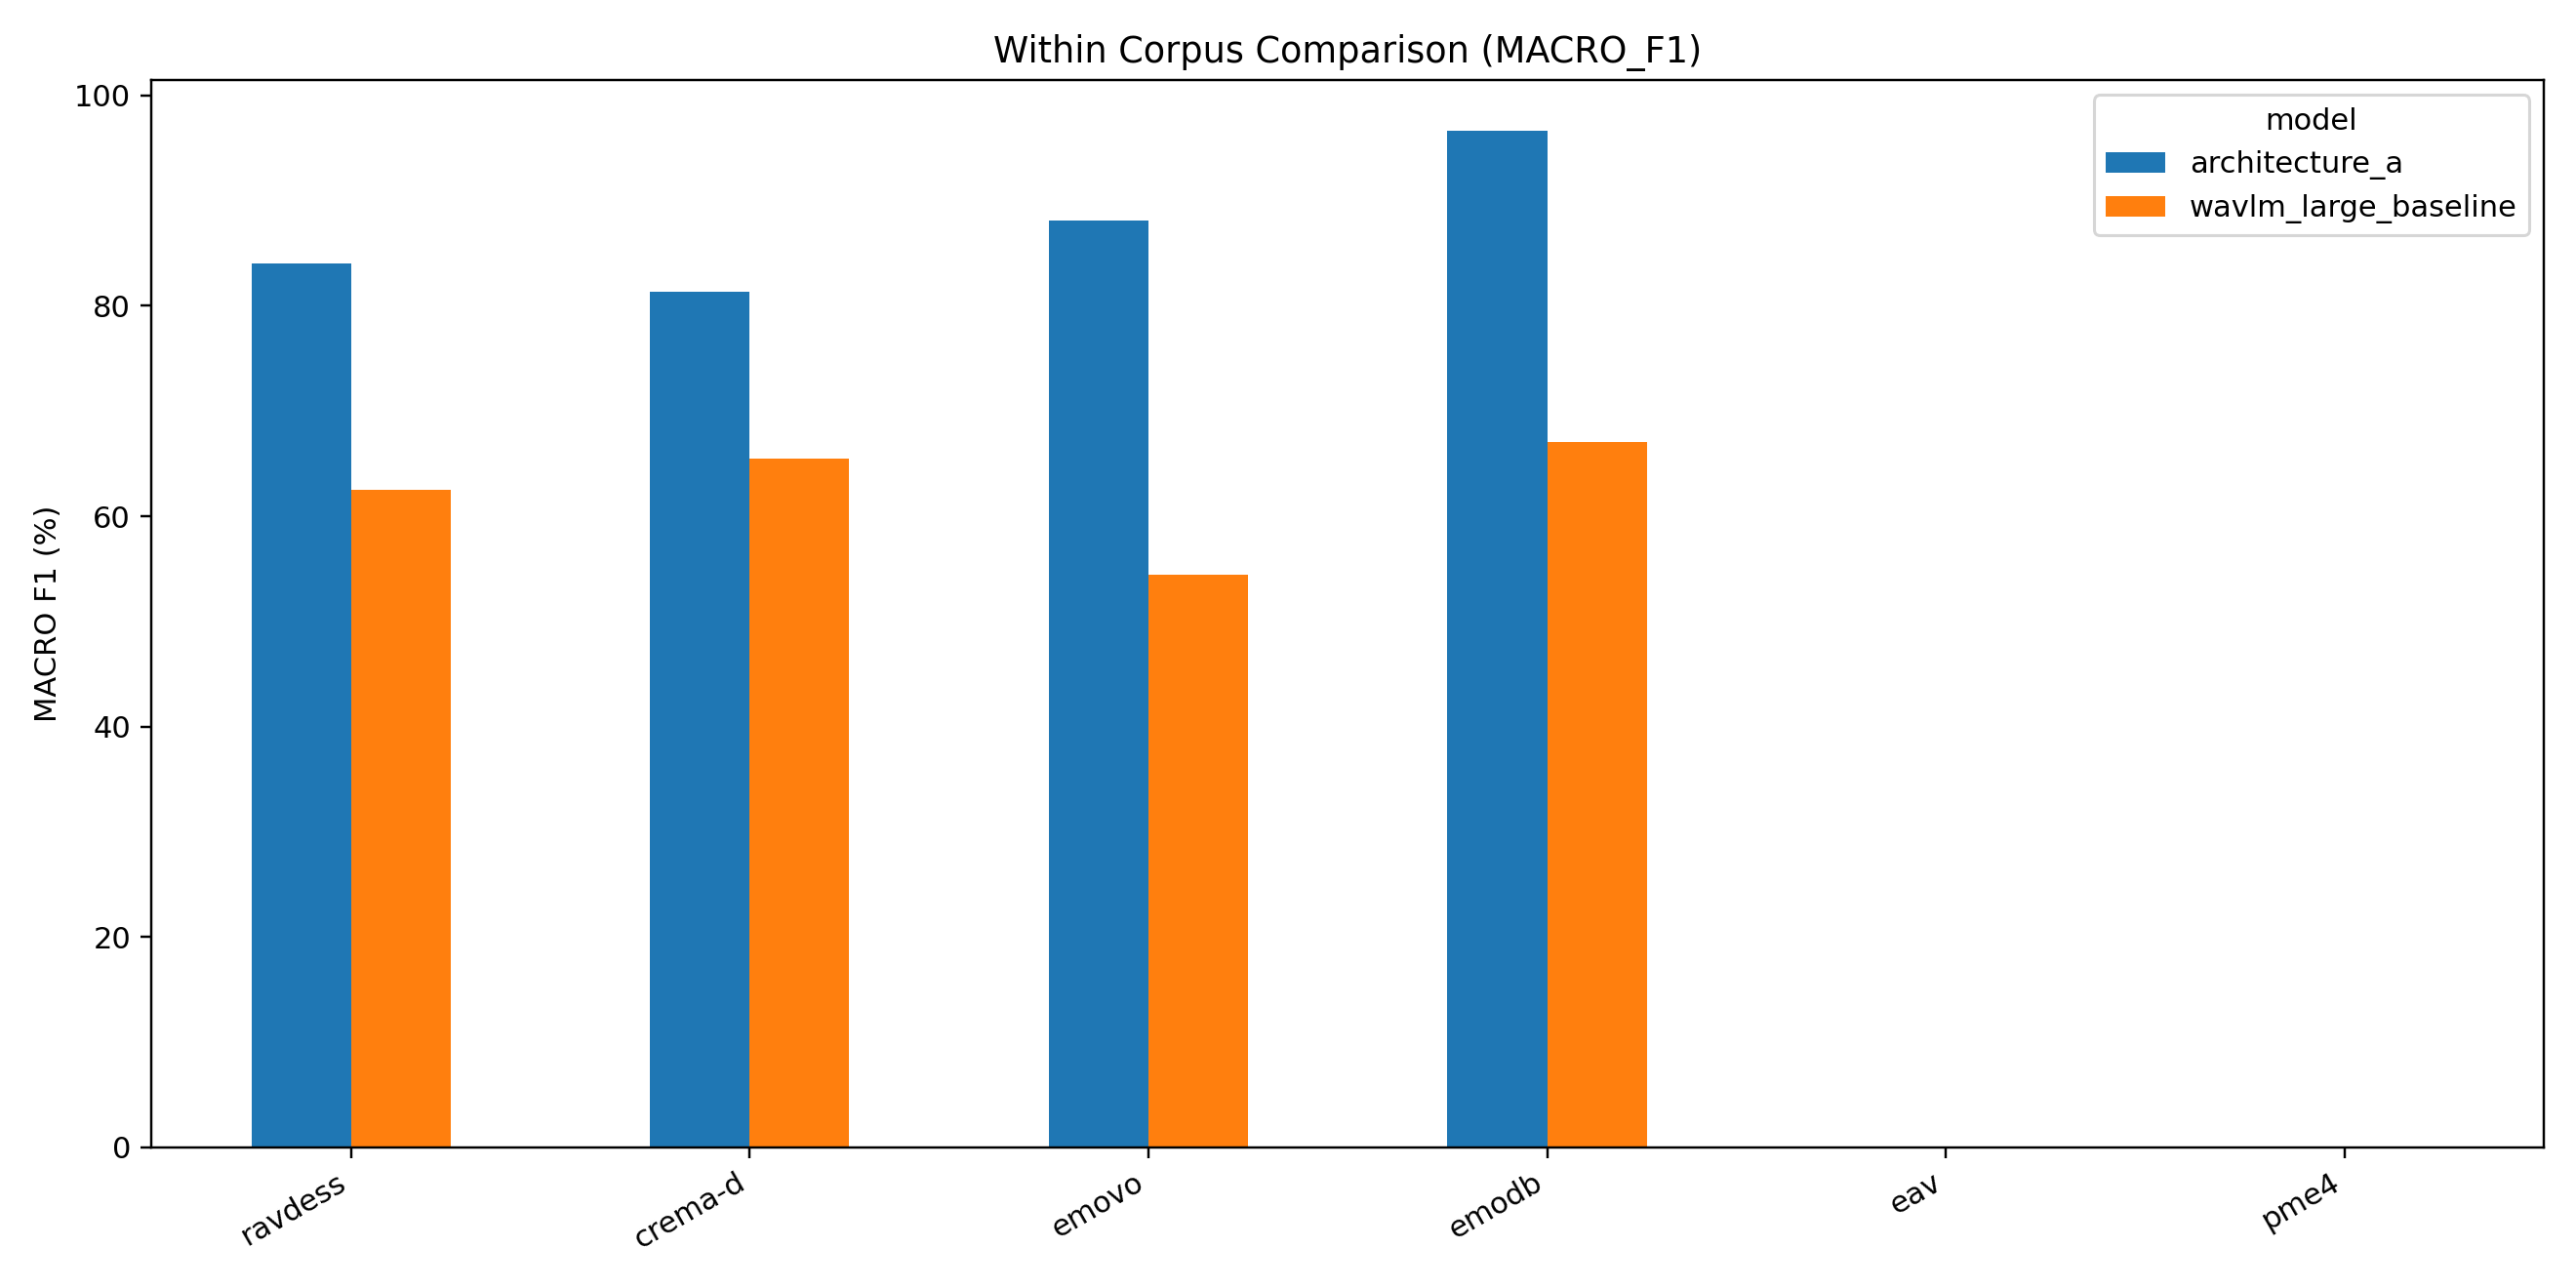 Within Corpus Comparison (MACRO_F1)
MACRO F1 (%)
100
80
60
40
20
0
model
architecture_a
wavlm_large_baseline
ravdess
crema-d
emovo
emodb
eav
pme4